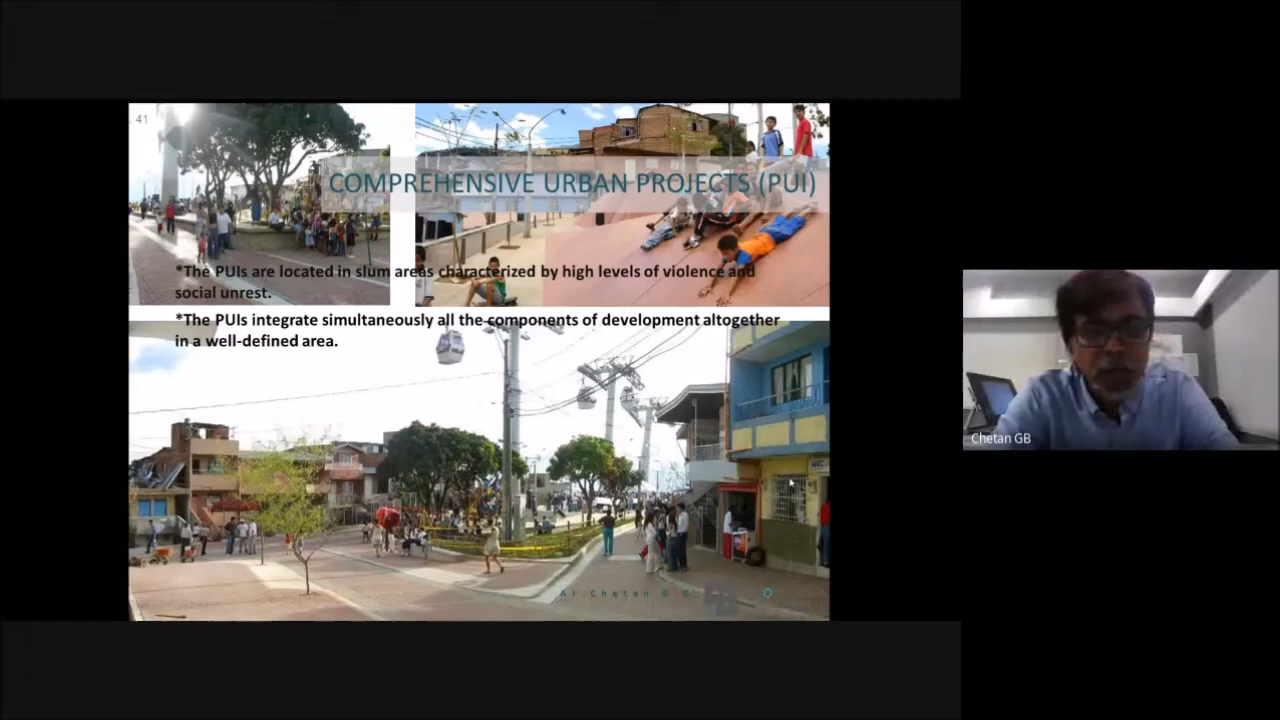 41
COMPREHENSIVE URBAN PROJECTS (PUI)
*The PUIs are located in slum areas characterized by high levels of violence and
social unrest.
*The PUIs integrate simultaneously all the components of development altogether
in a well-defined area.
Ar.Chetan G
Chetan GB